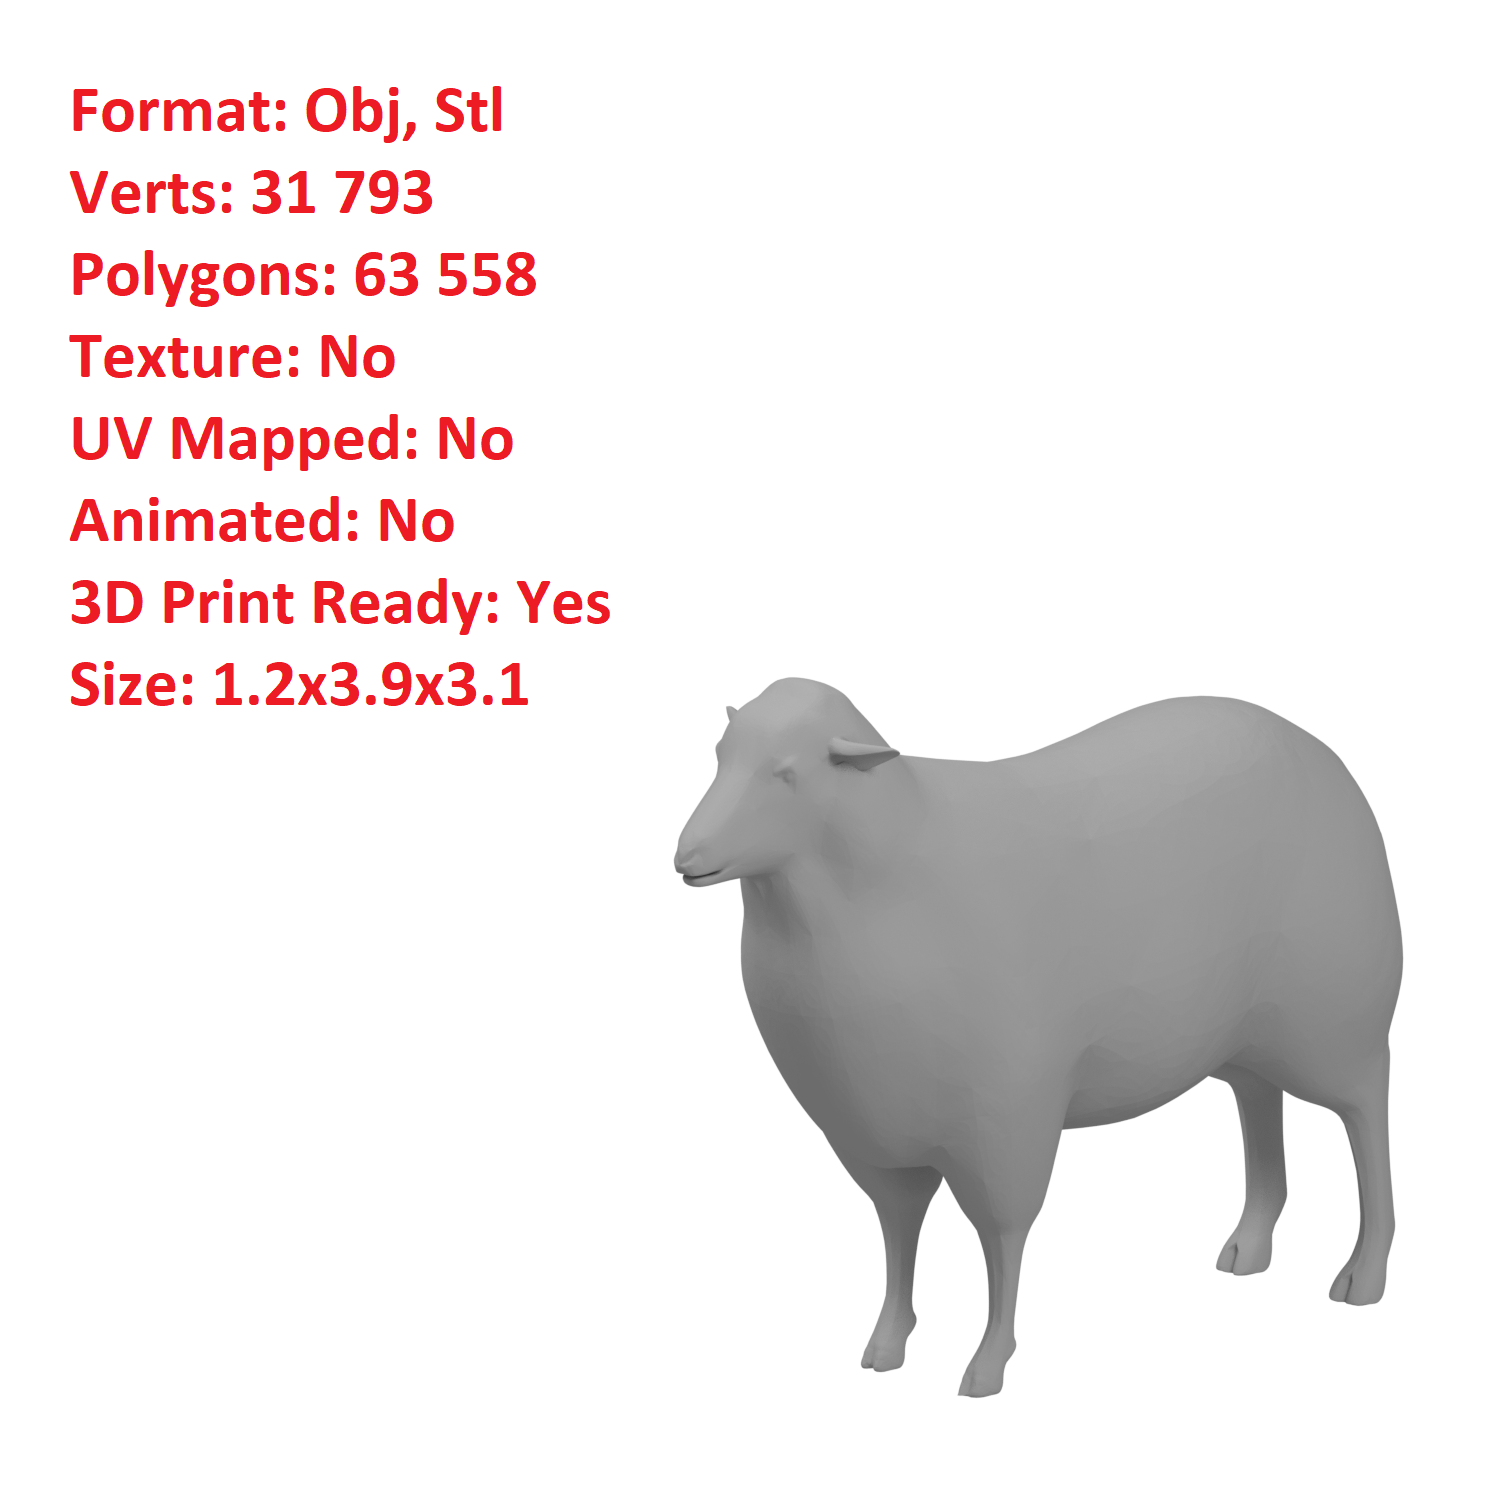 Format: Obj, Stl
Verts: 31 793
Polygons: 63 558
Texture: No
UV Mapped: No
Animated: No
3D Print Ready: Yes
Size: 1.2x3.9x3.1